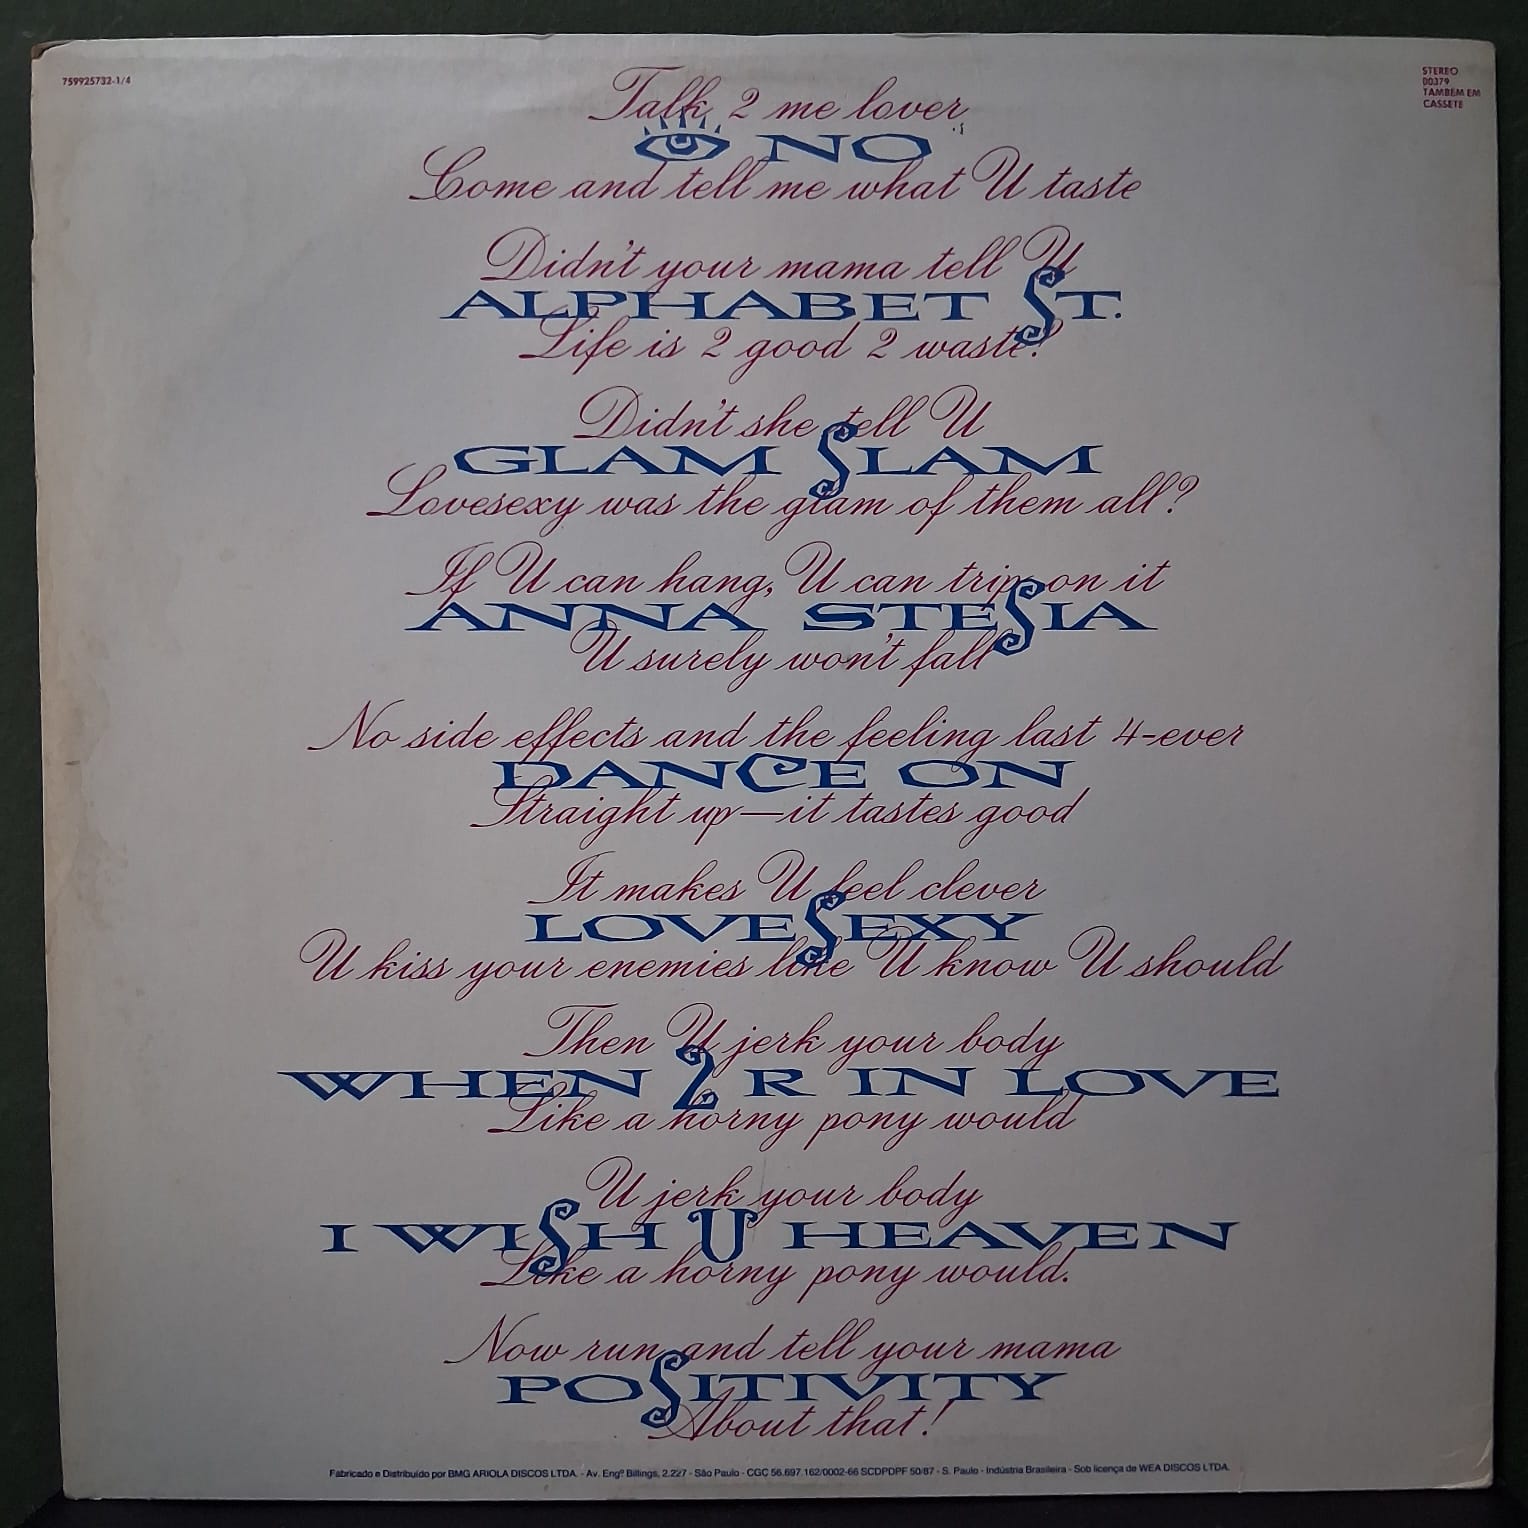 759925732-1/4
STEREO
00379
TAMBÉM EM
CASSETE
Talk 2 me lover
NO
Come and tell me what U taste
Didn't your mama tell U
ALPHABET ST.
Life is 2 good 2 waste?
Didn't she tell U
GLAM SLAM
Lovesexy was the glam of them all?
If U can hang, U can trip on it
ANNA STESIA
U surely won't fall
No side effects and the feeling last 4-ever
DANCE ON
Straight up—it tastes good
It makes U feel clever
LOVESEXY
U kiss your enemies like U know U should
Then U jerk your body
WHEN 2 R IN LOVE
Like a horny pony would
U jerk your body
I WISH U HEAVEN
Like a horny pony would.
Now run and tell your mama
POSITIVITY
About that!
Fabricado e Distribuído por BMG ARIOLA DISCOS LTDA. - Av. Engº Billings, 2.227 - São Paulo - CGC 56.697.162/0002-66 SCDPDPF 50/87 - S. Paulo - Indústria Brasileira - Sob licença de WEA DISCOS LTDA.